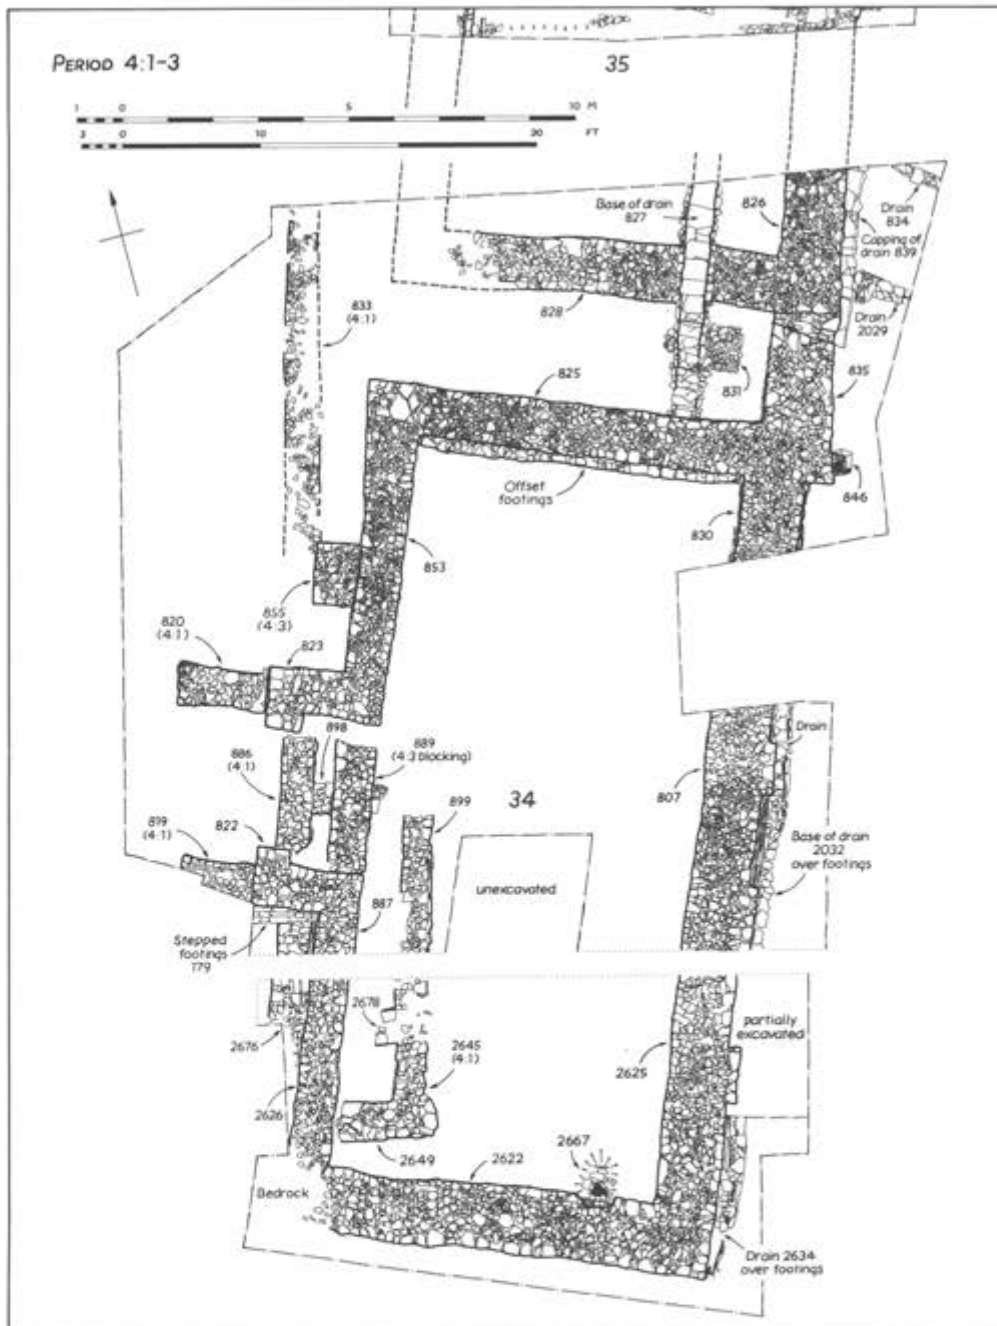 PERIOD 4:1-3
35
1 0 5 10 M
3 0 10 20 FT
Base of drain
827
826
Drain
834
Capping of
drain 839
833
(4:1)
828
Drain
2029
825
831
835
Offset
footings
846
830
853
855
(4:3)
820
(4:1)
823
898
889
(4:3 blocking)
886
(4:1)
899
34
807
Drain
819
(4:1)
822
Base of drain
2032
over footings
unexcavated
887
Stepped
footings
179
2678
2676
2645
(4:1)
2625
partially
excavated
2626
2649
2622
2667
Bedrock
Drain 2634
over footings